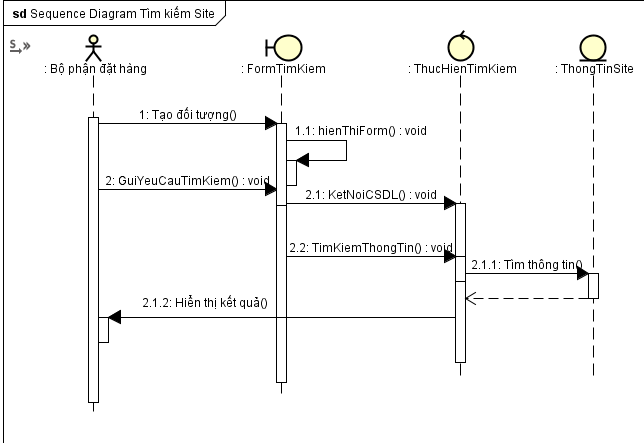 sd Sequence Diagram Tìm kiếm Site
S
: Bộ phận đặt hàng
: FormTimKiem
: ThucHienTimKiem
: ThongTinSite
1: Tạo đối tượng()
1.1: hienThiForm() : void
2: GuiYeuCauTimKiem() : void
2.1: KetNoiCSDL() : void
2.2: TimKiemThongTin() : void
2.1.1: Tìm thông tin()
2.1.2: Hiển thị kết quả()